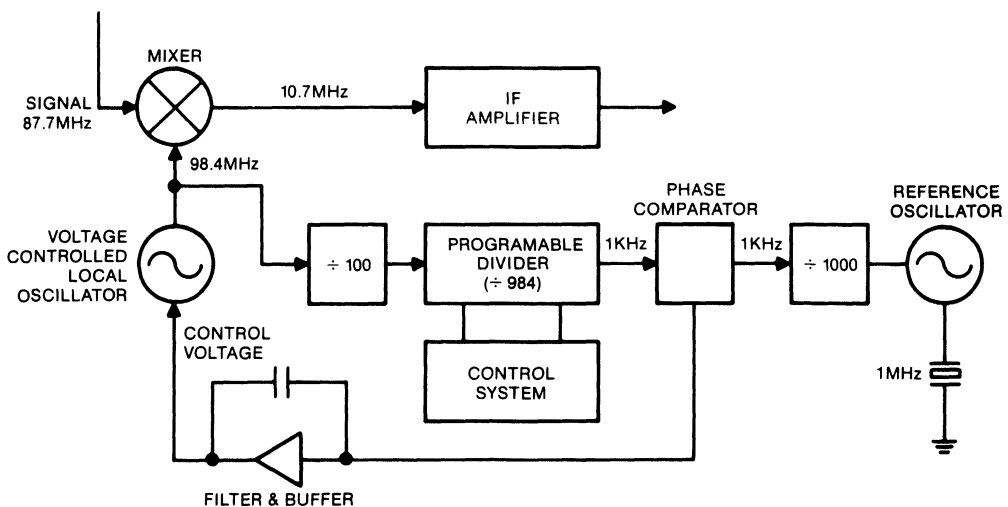 MIXER
SIGNAL
87.7MHz
10.7MHz
IF
AMPLIFIER
98.4MHz
VOLTAGE
CONTROLLED
LOCAL
OSCILLATOR
÷ 100
PROGRAMABLE
DIVIDER
(÷ 984)
1KHz
PHASE
COMPARATOR
1KHz
÷ 1000
REFERENCE
OSCILLATOR
CONTROL
VOLTAGE
CONTROL
SYSTEM
1MHz
FILTER & BUFFER